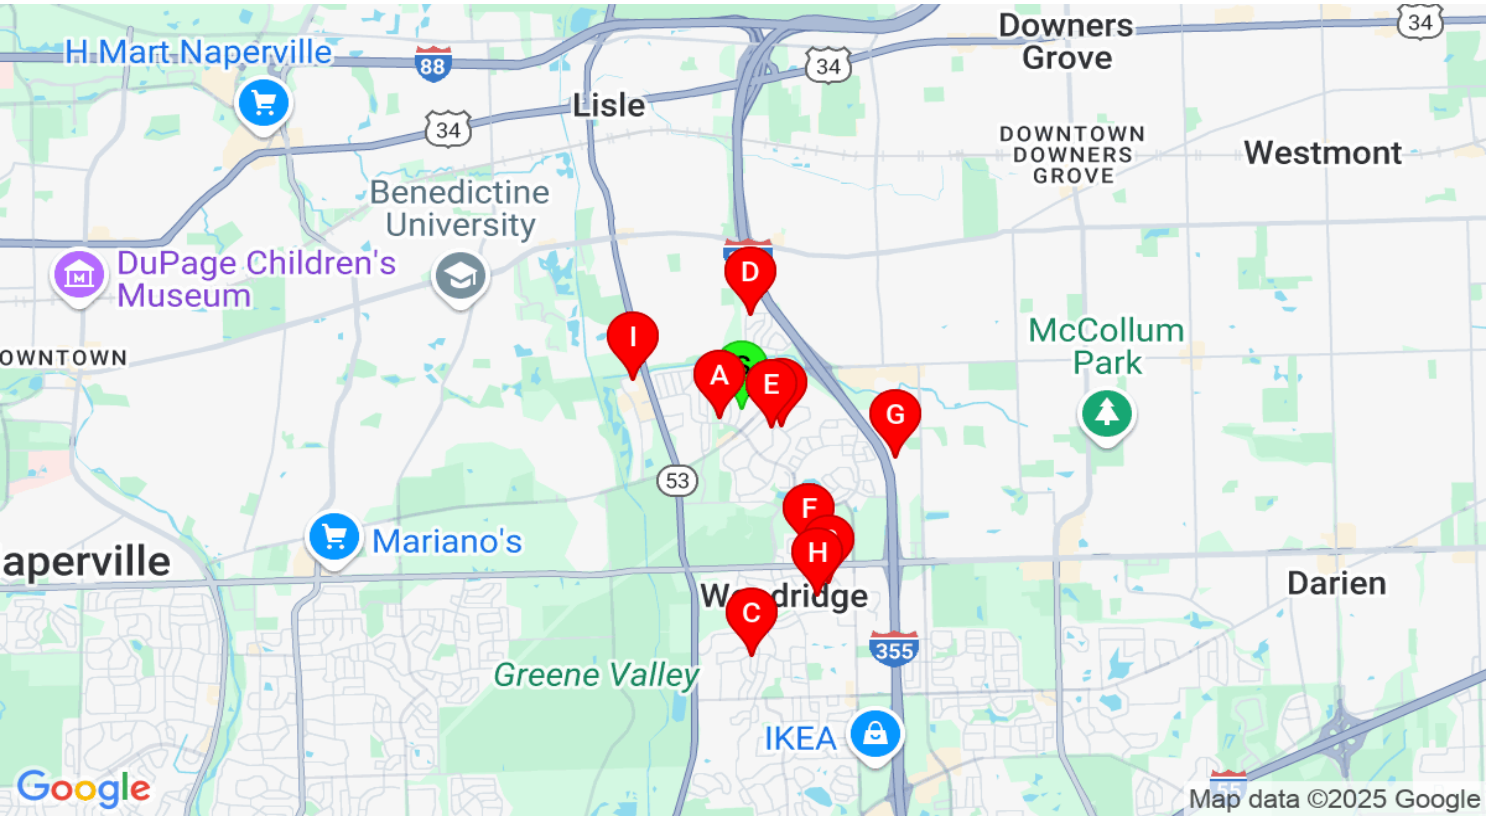 Downers
Grove
34
H Mart Naperville
88
34
Lisle
34
DOWNTOWN
DOWNERS
GROVE
Westmont
Benedictine
University
DuPage Children's
Museum
D
I
McCollum
Park
OWNTOWN
S
A
E
G
53
F
H
Mariano's
aperville
Darien
C
355
Greene Valley
IKEA
55
Google
Map data ©2025 Google